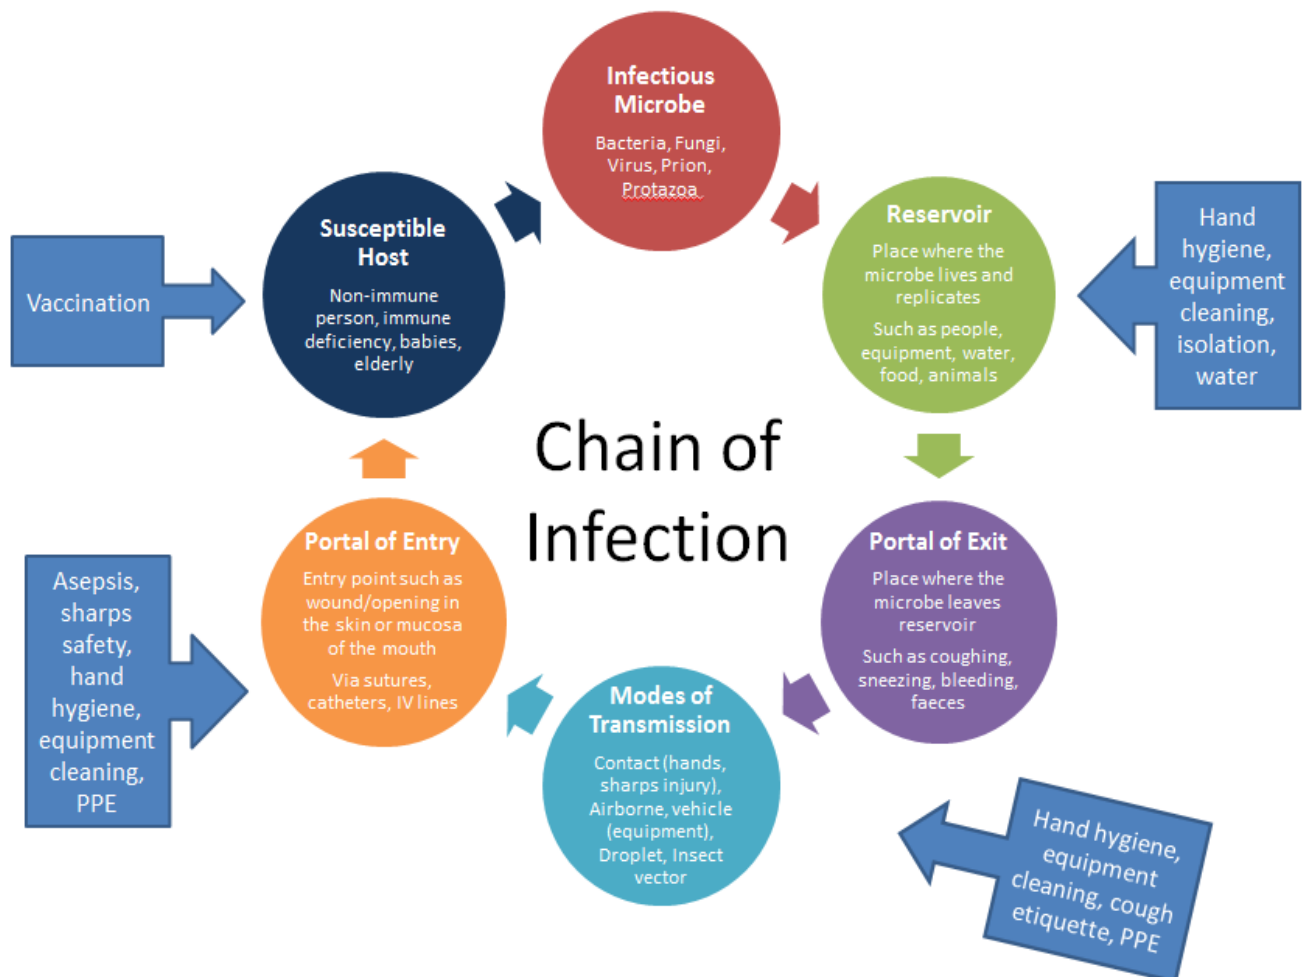 Infectious
Microbe
Bacteria, Fungi,
Virus, Prion,
Protazoa
Susceptible
Host
Non-immune
person, immune
deficiency, babies,
elderly
Reservoir
Place where the
microbe lives and
replicates
Such as people,
equipment, water,
food, animals
Hand
hygiene,
equipment
cleaning,
isolation,
water
Vaccination
Chain of
Infection
Portal of Entry
Entry point such as
wound/opening in
the skin or mucosa
of the mouth
Via sutures,
catheters, IV lines
Portal of Exit
Place where the
microbe leaves
reservoir
Such as coughing,
sneezing, bleeding,
faeces
Asepsis,
sharps
safety,
hand
hygiene,
equipment
cleaning,
PPE
Modes of
Transmission
Contact (hands,
sharps injury),
Airborne, vehicle
(equipment),
Droplet, Insect
vector
Hand hygiene,
equipment
cleaning, cough
etiquette, PPE